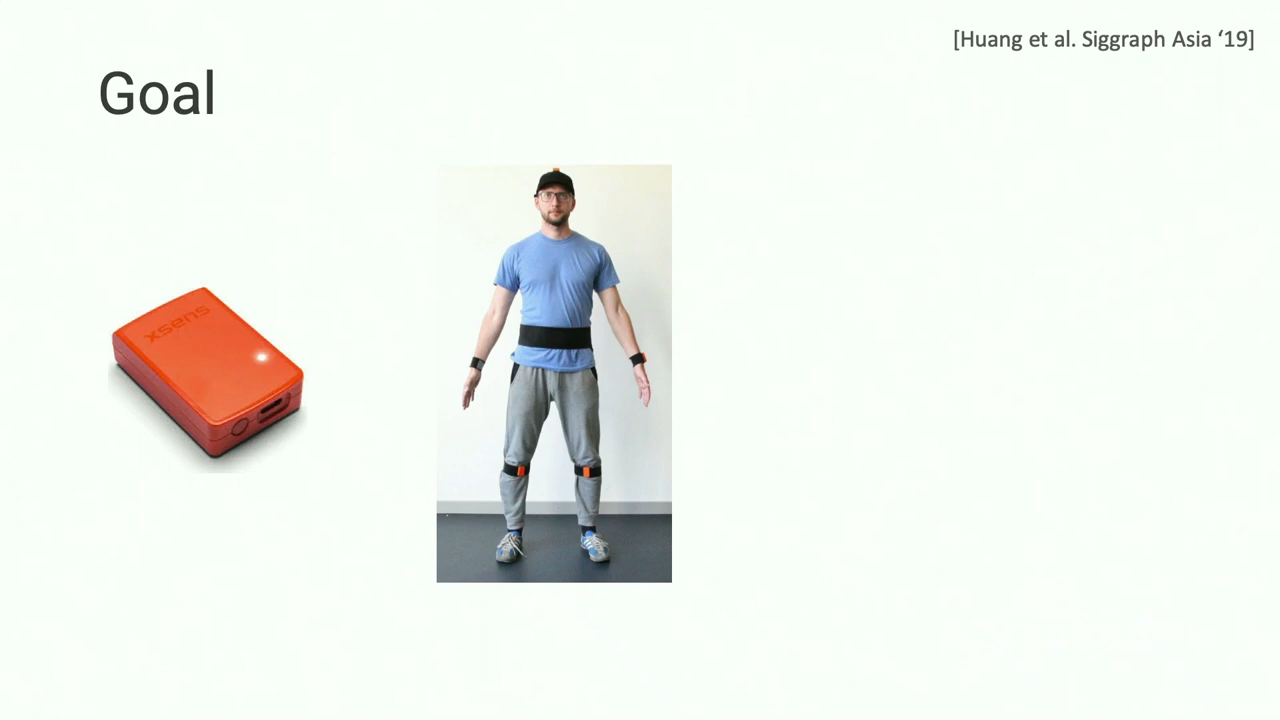 [Huang et al. Siggraph Asia ‘19]
Goal
xsens